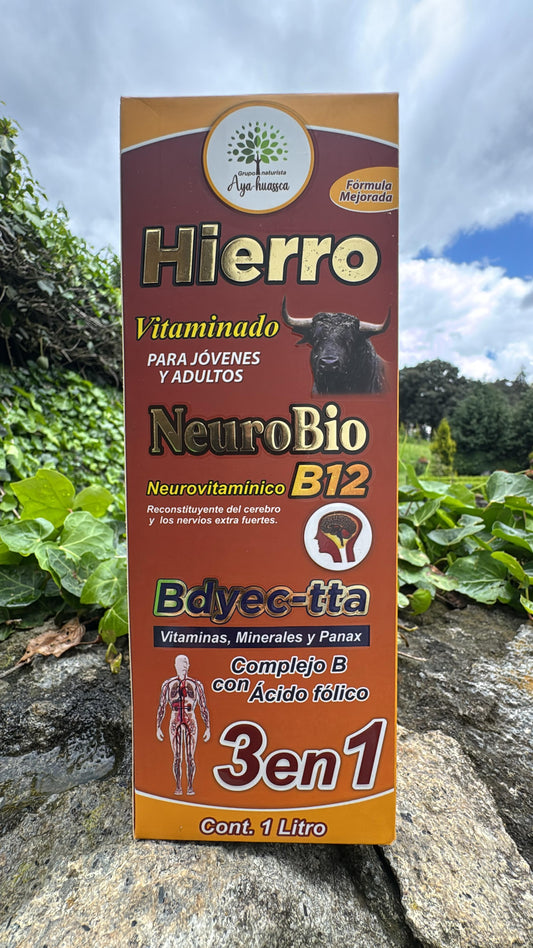 Grupo naturista
Aya-huassca
Fórmula
Mejorada
Hierro
Vitaminado
PARA JÓVENES
Y ADULTOS
NeuroBio
Neurovitamínico B12
Reconstituyente del cerebro
y los nervios extra fuertes.
Bdyec-tta
Vitaminas, Minerales y Panax
Complejo B
con Ácido fólico
3en1
Cont. 1 Litro